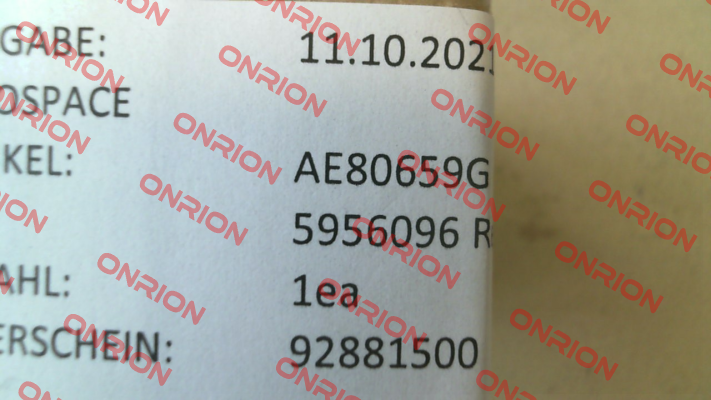 GABE: 11.10.202
OSPACE
KEL: AE80659G
5956096 R
AHL: 1ea
ERSCHEIN: 92881500
ONRION